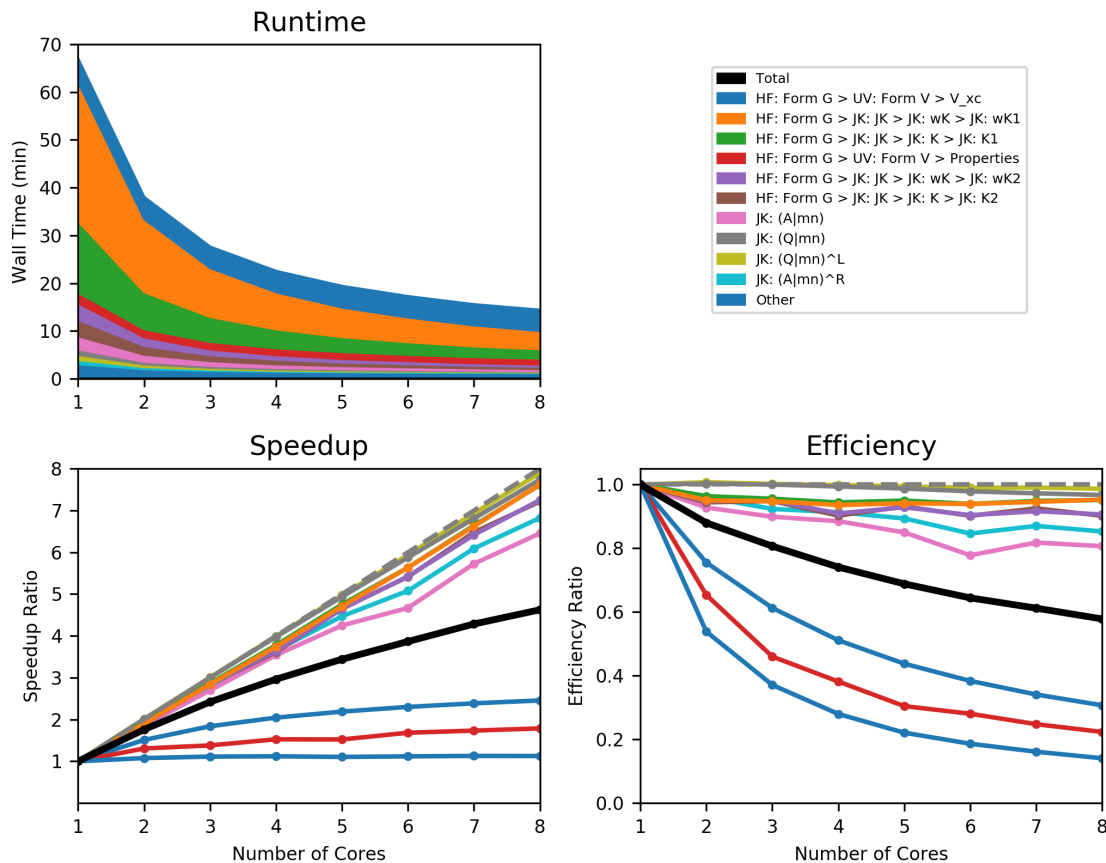 Runtime
70
60
50
40
30
20
10
0
Wall Time (min)
1 2 3 4 5 6 7 8
Total
HF: Form G > UV: Form V > V_xc
HF: Form G > JK: JK > JK: wK > JK: wK1
HF: Form G > JK: JK > JK: K > JK: K1
HF: Form G > UV: Form V > Properties
HF: Form G > JK: JK > JK: wK > JK: wK2
HF: Form G > JK: JK > JK: K > JK: K2
JK: (A|mn)
JK: (Q|mn)
JK: (Q|mn)^L
JK: (A|mn)^R
Other
Speedup
8
7
6
5
4
3
2
1
Speedup Ratio
1 2 3 4 5 6 7 8
Number of Cores
Efficiency
1.0
0.8
0.6
0.4
0.2
0.0
Efficiency Ratio
1 2 3 4 5 6 7 8
Number of Cores